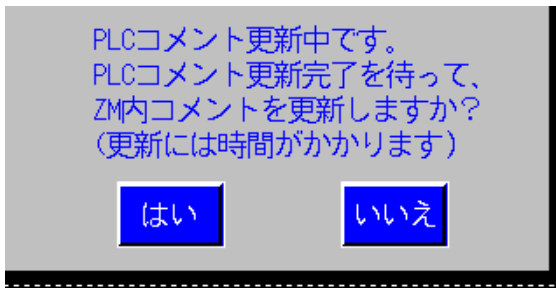 PLCコメント更新中です。
PLCコメント更新完了を待って、
ZM内コメントを更新しますか？
(更新には時間がかかります)
はい
いいえ